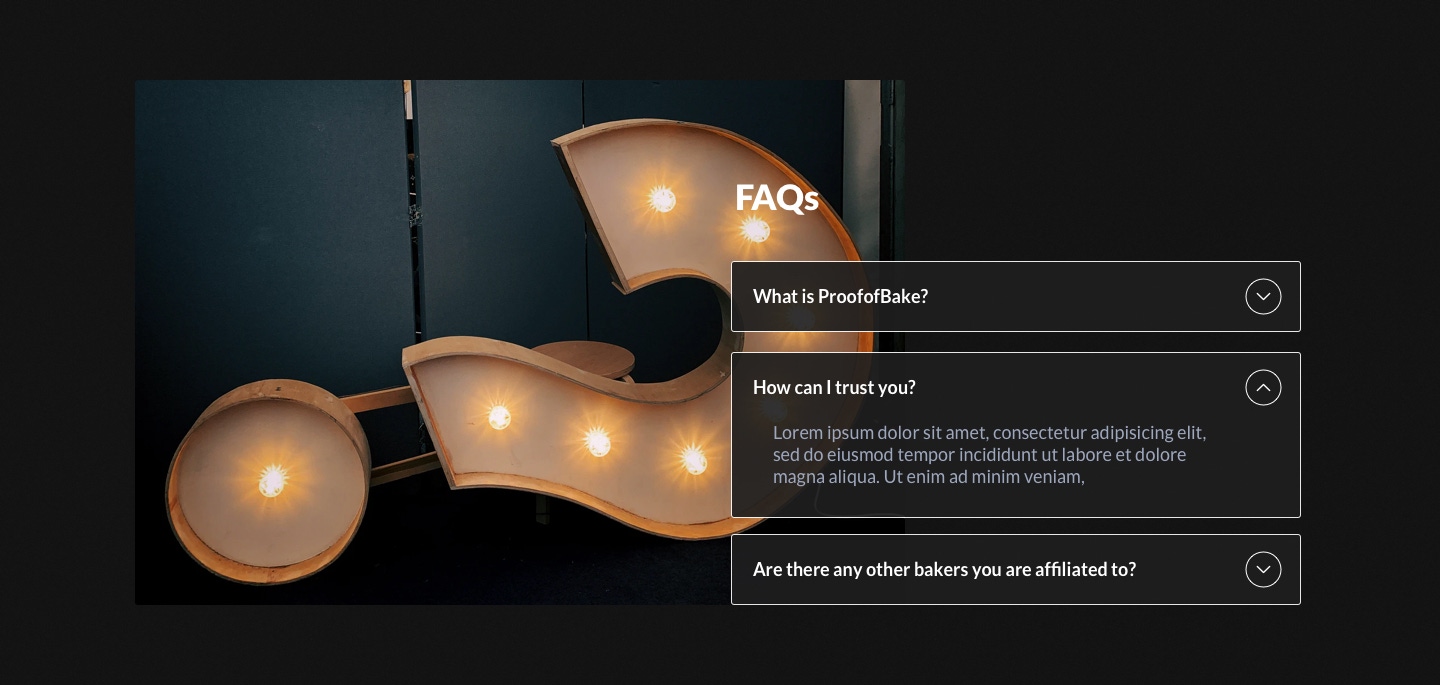 FAQs
What is ProofofBake?
How can I trust you?
Lorem ipsum dolor sit amet, consectetur adipisicing elit,
sed do eiusmod tempor incididunt ut labore et dolore
magna aliqua. Ut enim ad minim veniam,
Are there any other bakers you are affiliated to?